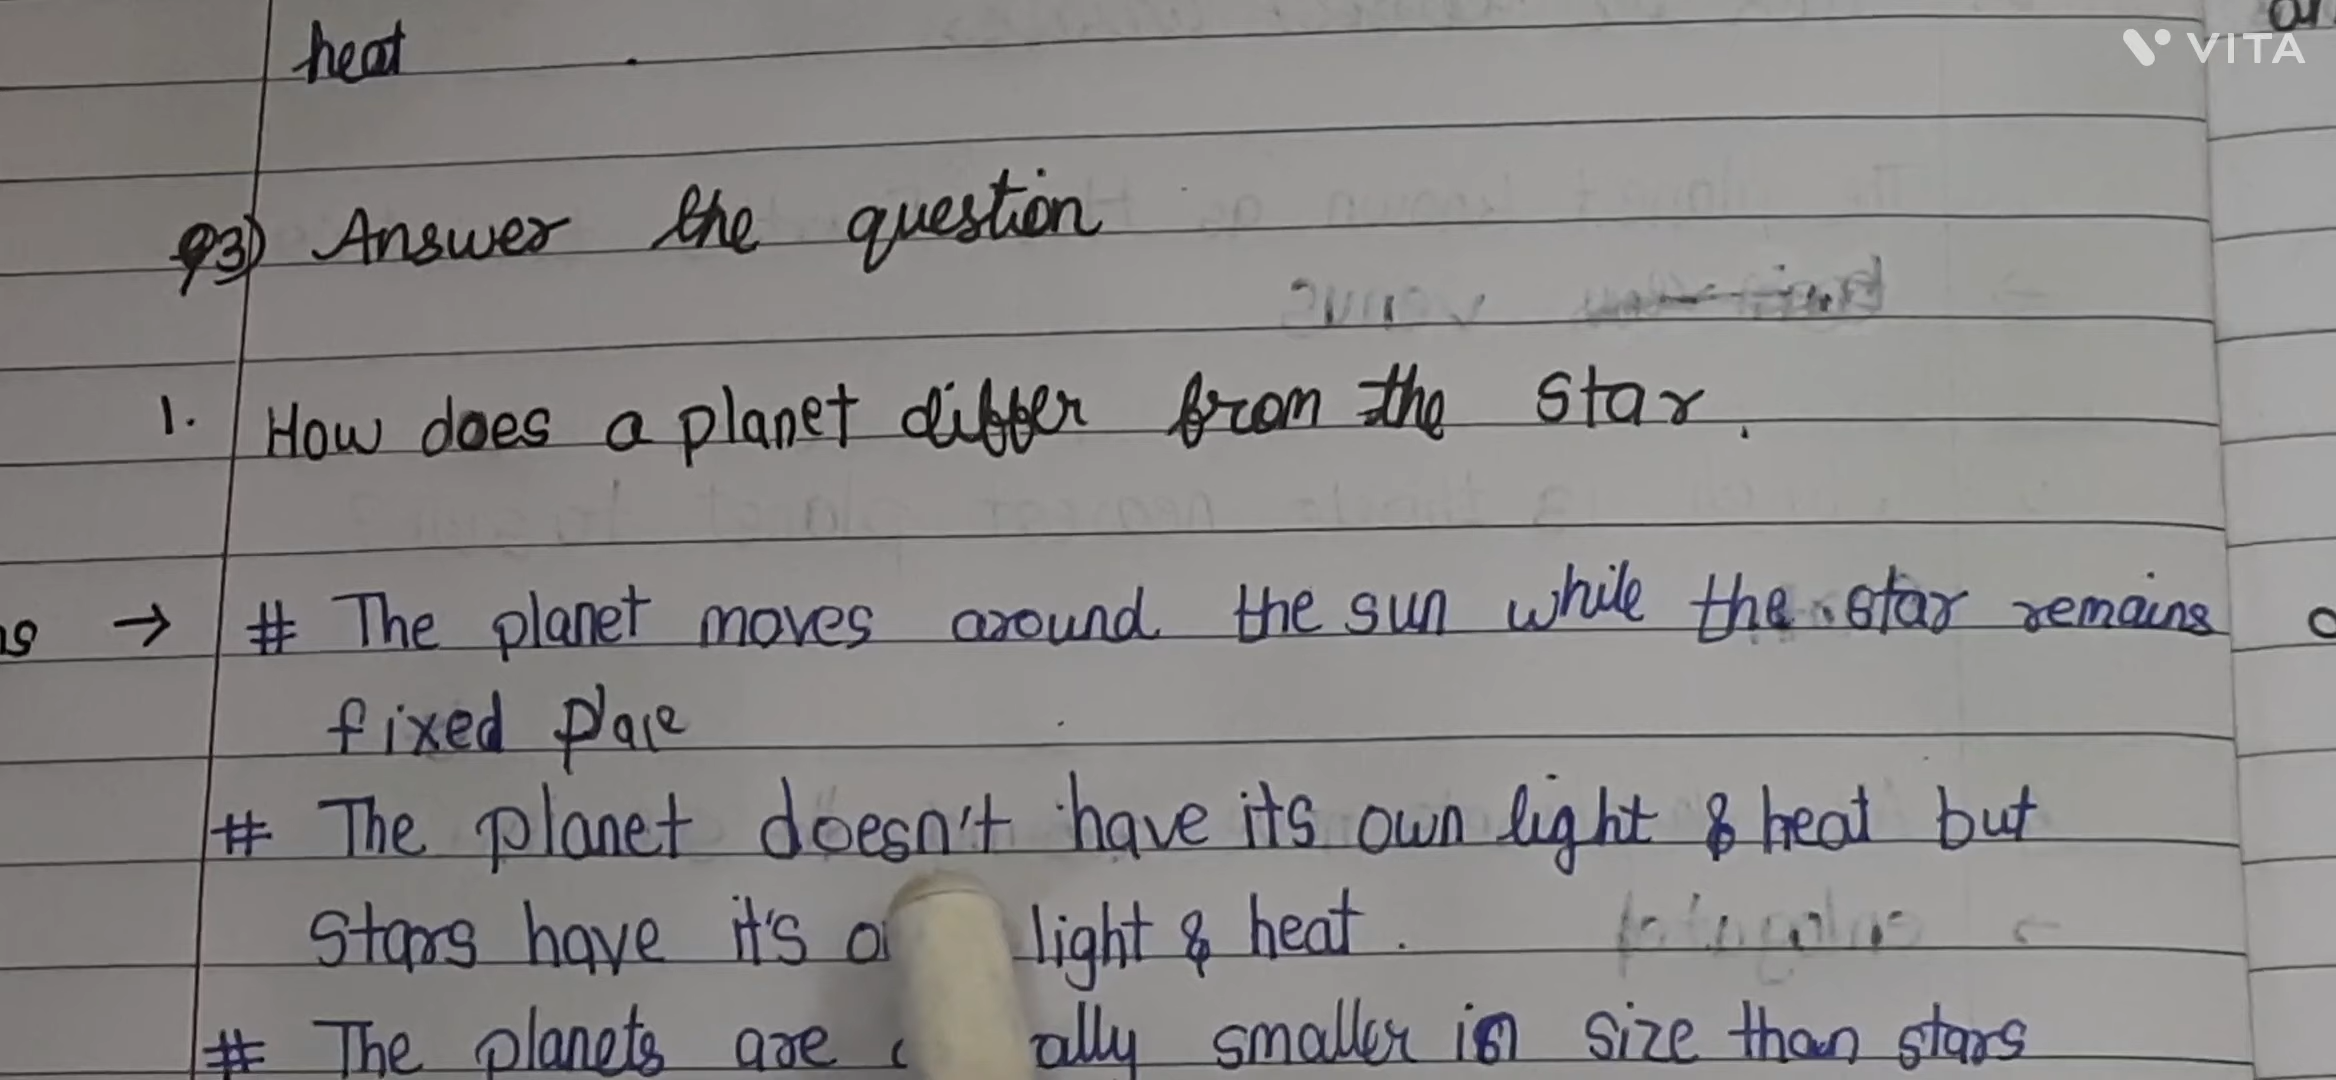 heat
VITA
Q3) Answer the question
1. How does a planet differ from the star.
→ # The planet moves around the sun while the star remains
fixed place
# The planet doesn't have its own light & heat but
stars have it's light & heat.
# The planets are smaller in size than stars